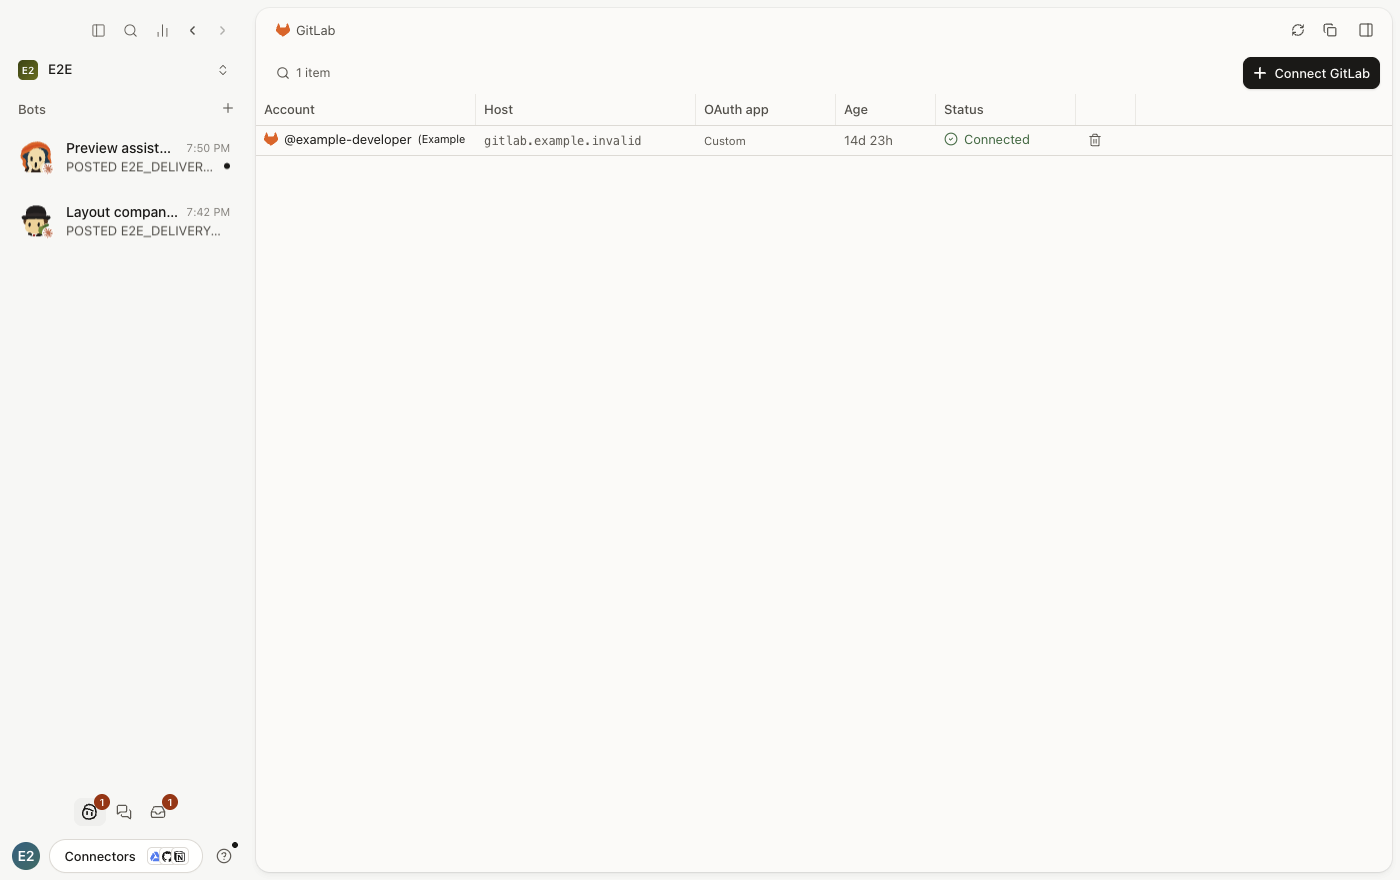 GitLab
E2 E2E
1 item
Connect GitLab
Bots
Account Host OAuth app Age Status
@example-developer (Example gitlab.example.invalid Custom 14d 23h Connected
Preview assist... 7:50 PM
POSTED E2E_DELIVER...
Layout compan... 7:42 PM
POSTED E2E_DELIVERY...
1 1
E2 Connectors